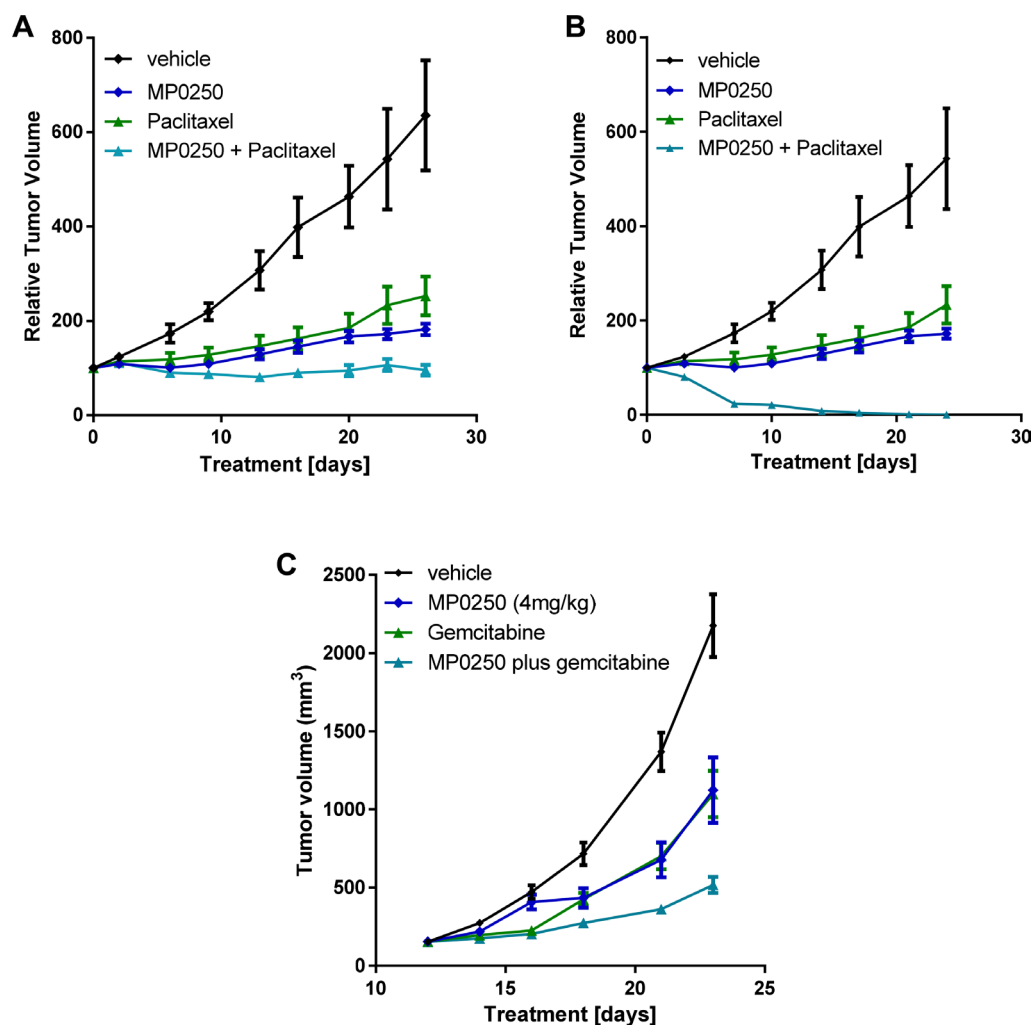 A
800
600
400
200
0
Relative Tumor Volume
vehicle
MP0250
Paclitaxel
MP0250 + Paclitaxel
0 10 20 30
Treatment [days]
B
800
600
400
200
0
Relative Tumor Volume
vehicle
MP0250
Paclitaxel
MP0250 + Paclitaxel
0 10 20 30
Treatment [days]
C
2500
2000
1500
1000
500
0
Tumor volume (mm³)
vehicle
MP0250 (4mg/kg)
Gemcitabine
MP0250 plus gemcitabine
10 15 20 25
Treatment [days]